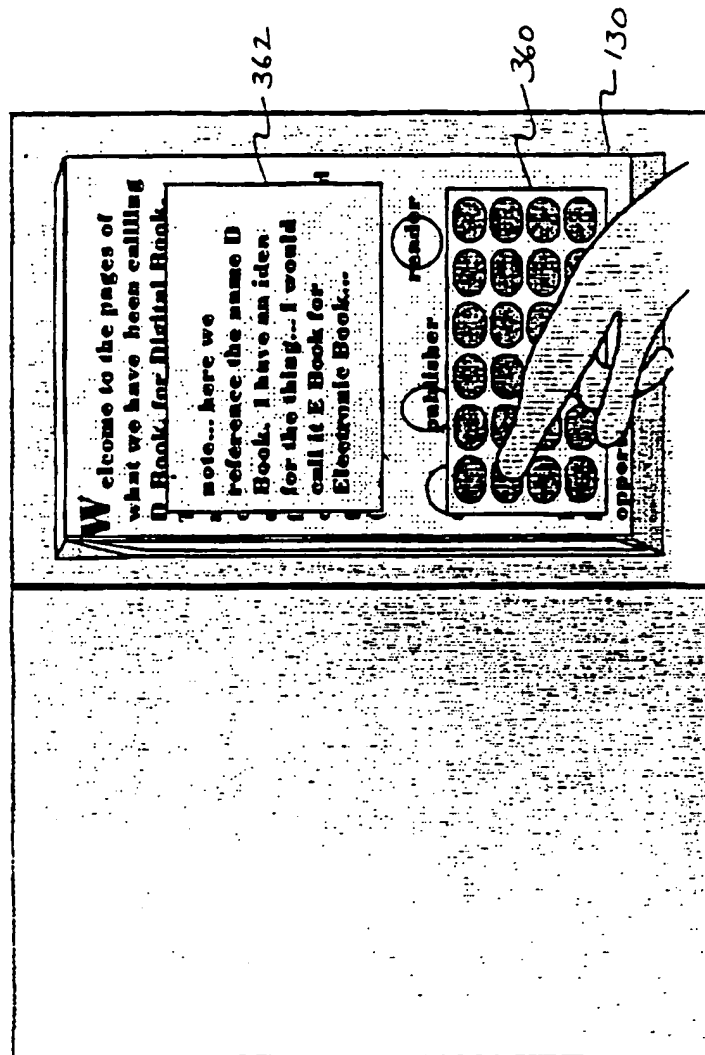 Welcome to the pages of
what we have been callling
D Book, for Digital Book.
note... here we
reference the name D
Book. I have an iden
for the thing... I would
call it E Book for
Electronic Book...
publisher
reader
oppert
362
360
130